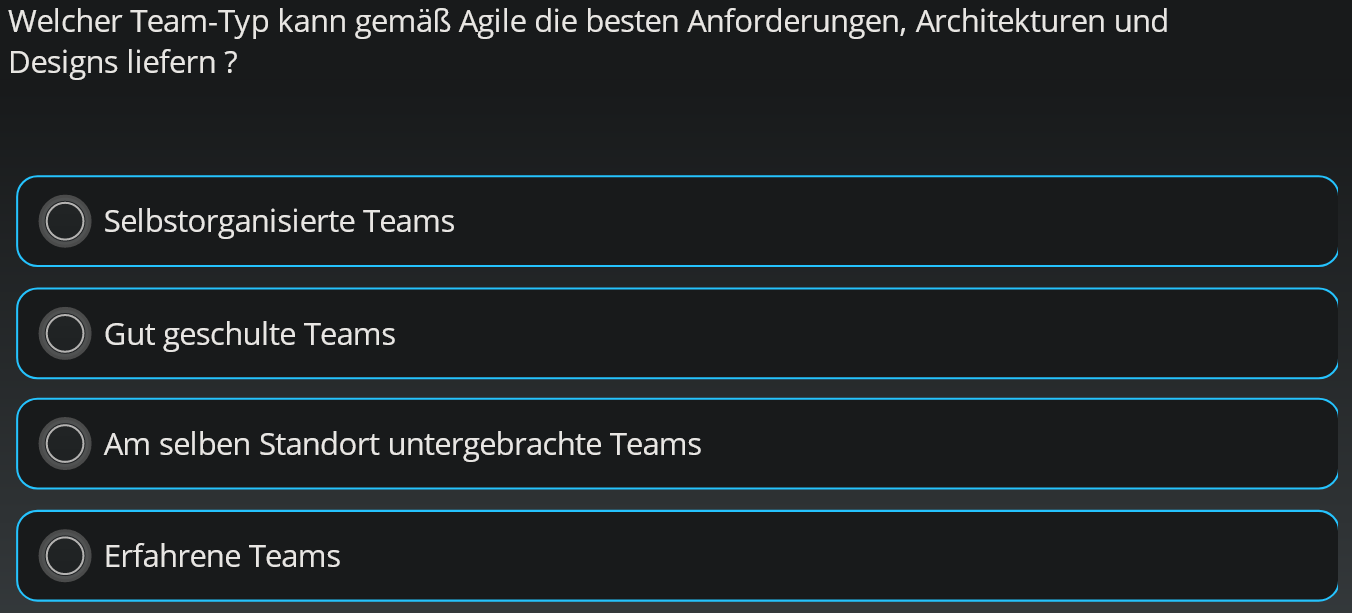 Welcher Team-Typ kann gemäß Agile die besten Anforderungen, Architekturen und
Designs liefern ?
Selbstorganisierte Teams
Gut geschulte Teams
Am selben Standort untergebrachte Teams
Erfahrene Teams